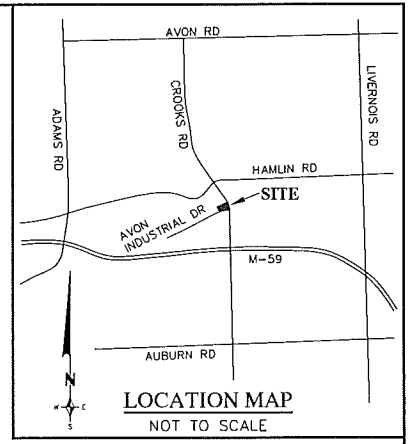 AVON RD
CROOKS RD
LIVERNOIS RD
ADAMS RD
HAMLIN RD
SITE
AVON
INDUSTRIAL DR
M-59
AUBURN RD
N
W E
S
LOCATION MAP
NOT TO SCALE